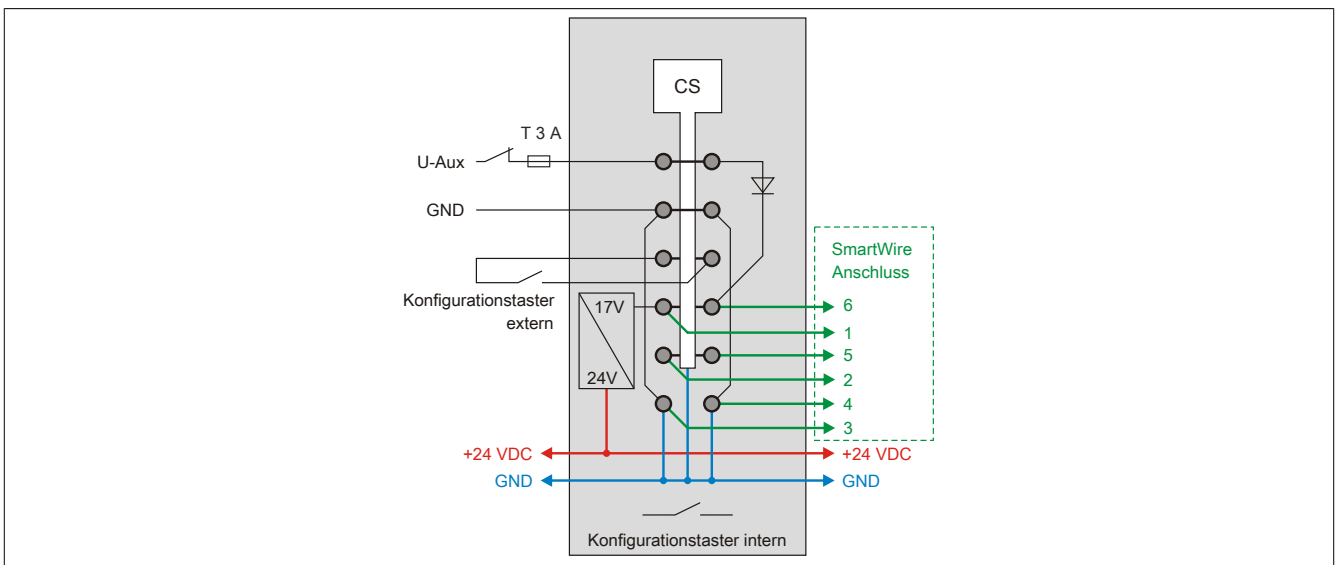 CS
T 3 A
U-Aux
GND
Konfigurationstaster
extern
17V
24V
SmartWire
Anschluss
6
1
5
2
4
3
+24 VDC
+24 VDC
GND
GND
Konfigurationstaster intern